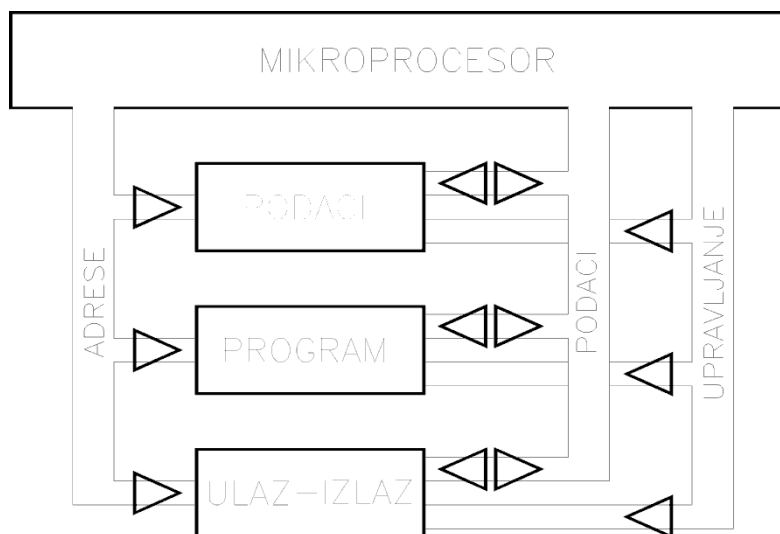 MIKROPROCESOR
PODACI
ADRESE
PODACI
UPRAVLJANJE
PROGRAM
ULAZ-IZLAZ